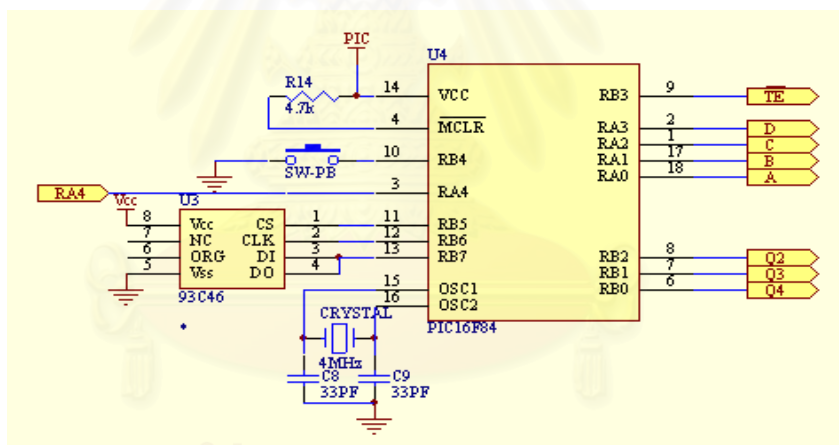 PIC
U4
R14
4.7k
14 VCC
4 MCLR
10 RB4
SW-PB
3 RA4
RA4
Vcc
U3
8 Vcc CS 1
7 NC CLK 2
6 ORG DI 3
5 Vss DO 4
93C46
11 RB5
12 RB6
13 RB7
15 OSC1
16 OSC2
PIC16F84
CRYSTAL
4MHz
C8
33PF
C9
33PF
RB3 9 TE
RA3 2 D
RA2 1 C
RA1 17 B
RA0 18 A
RB2 8 Q2
RB1 7 Q3
RB0 6 Q4